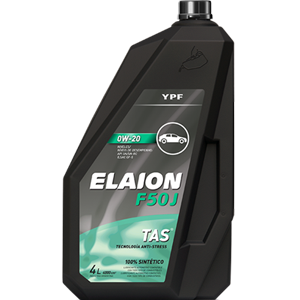 YPF
0W-20
ELAION
F50J
TAS
TECNOLOGÍA ANTI-STRESS
100% SINTÉTICO
4L